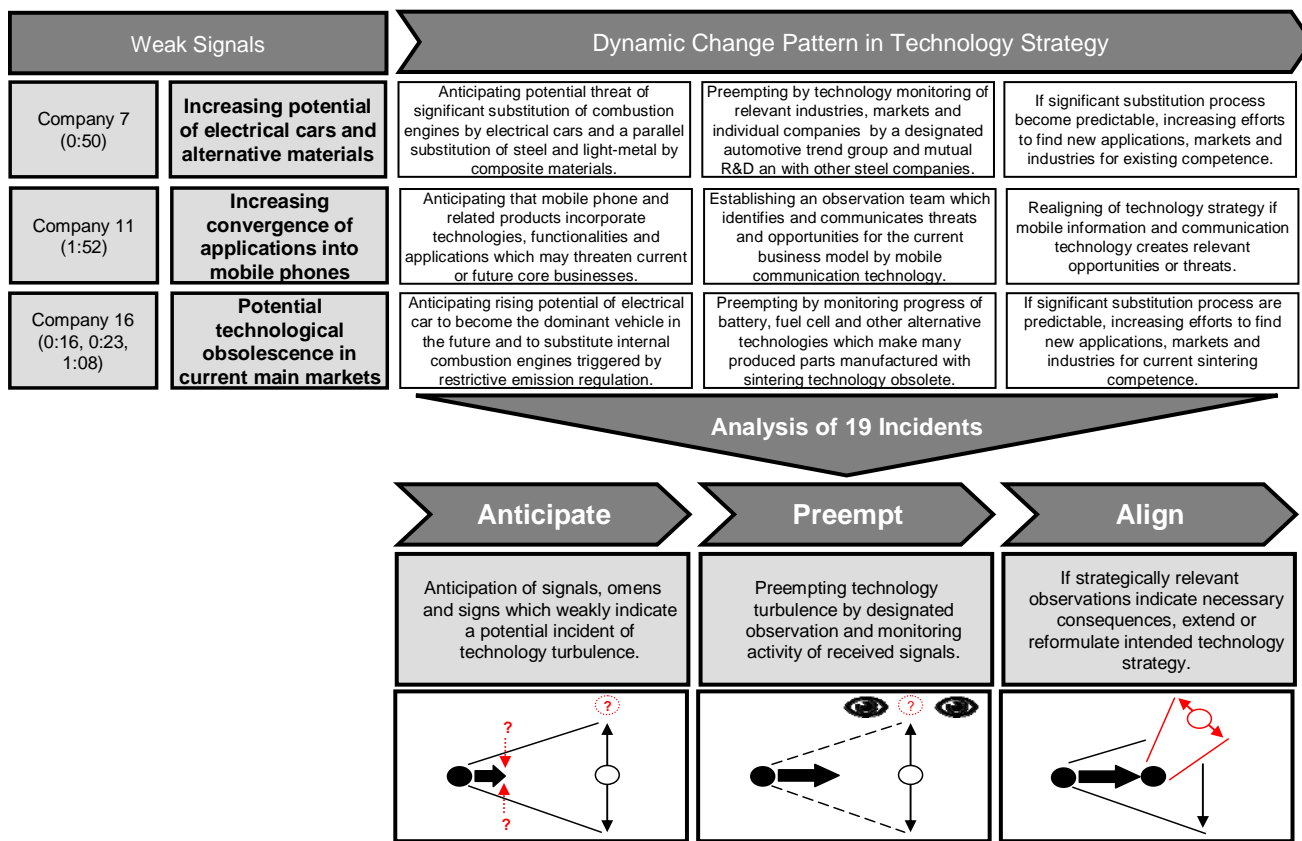 Weak Signals
Dynamic Change Pattern in Technology Strategy
Company 7
(0:50)
Increasing potential
of electrical cars and
alternative materials
Anticipating potential threat of
significant substitution of combustion
engines by electrical cars and a parallel
substitution of steel and light-metal by
composite materials.
Preempting by technology monitoring of
relevant industries, markets and
individual companies by a designated
automotive trend group and mutual
R&D an with other steel companies.
If significant substitution process
become predictable, increasing efforts
to find new applications, markets and
industries for existing competence.
Company 11
(1:52)
Increasing
convergence of
applications into
mobile phones
Anticipating that mobile phone and
related products incorporate
technologies, functionalities and
applications which may threaten current
or future core businesses.
Establishing an observation team which
identifies and communicates threats
and opportunities for the current
business model by mobile
communication technology.
Realigning of technology strategy if
mobile information and communication
technology creates relevant
opportunities or threats.
Company 16
(0:16, 0:23,
1:08)
Potential
technological
obsolescence in
current main markets
Anticipating rising potential of electrical
car to become the dominant vehicle in
the future and to substitute internal
combustion engines triggered by
restrictive emission regulation.
Preempting by monitoring progress of
battery, fuel cell and other alternative
technologies which make many
produced parts manufactured with
sintering technology obsolete.
If significant substitution process are
predictable, increasing efforts to find
new applications, markets and
industries for current sintering
competence.
Analysis of 19 Incidents
Anticipate
Preempt
Align
Anticipation of signals, omens
and signs which weakly indicate
a potential incident of
technology turbulence.
Preempting technology
turbulence by designated
observation and monitoring
activity of received signals.
If strategically relevant
observations indicate necessary
consequences, extend or
reformulate intended technology
strategy.
?
?
?
?